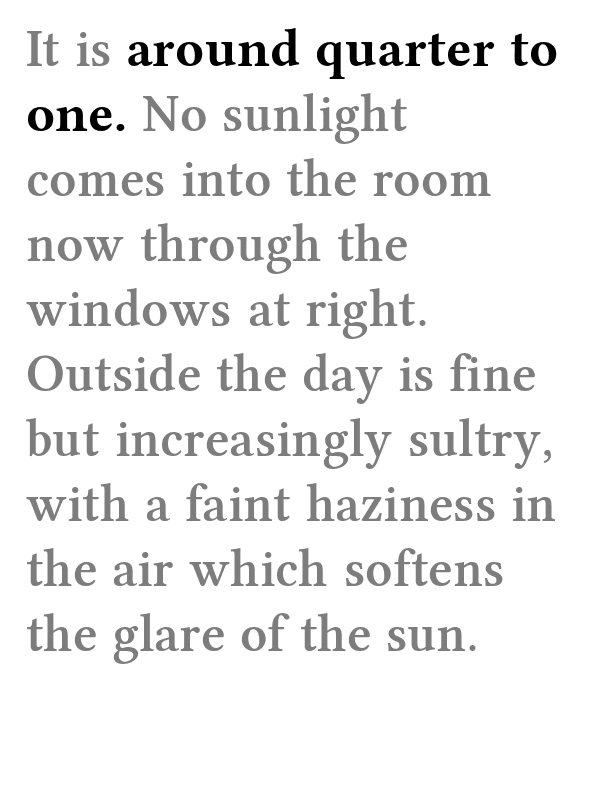 It is around quarter to
one. No sunlight
comes into the room
now through the
windows at right.
Outside the day is fine
but increasingly sultry,
with a faint haziness in
the air which softens
the glare of the sun.